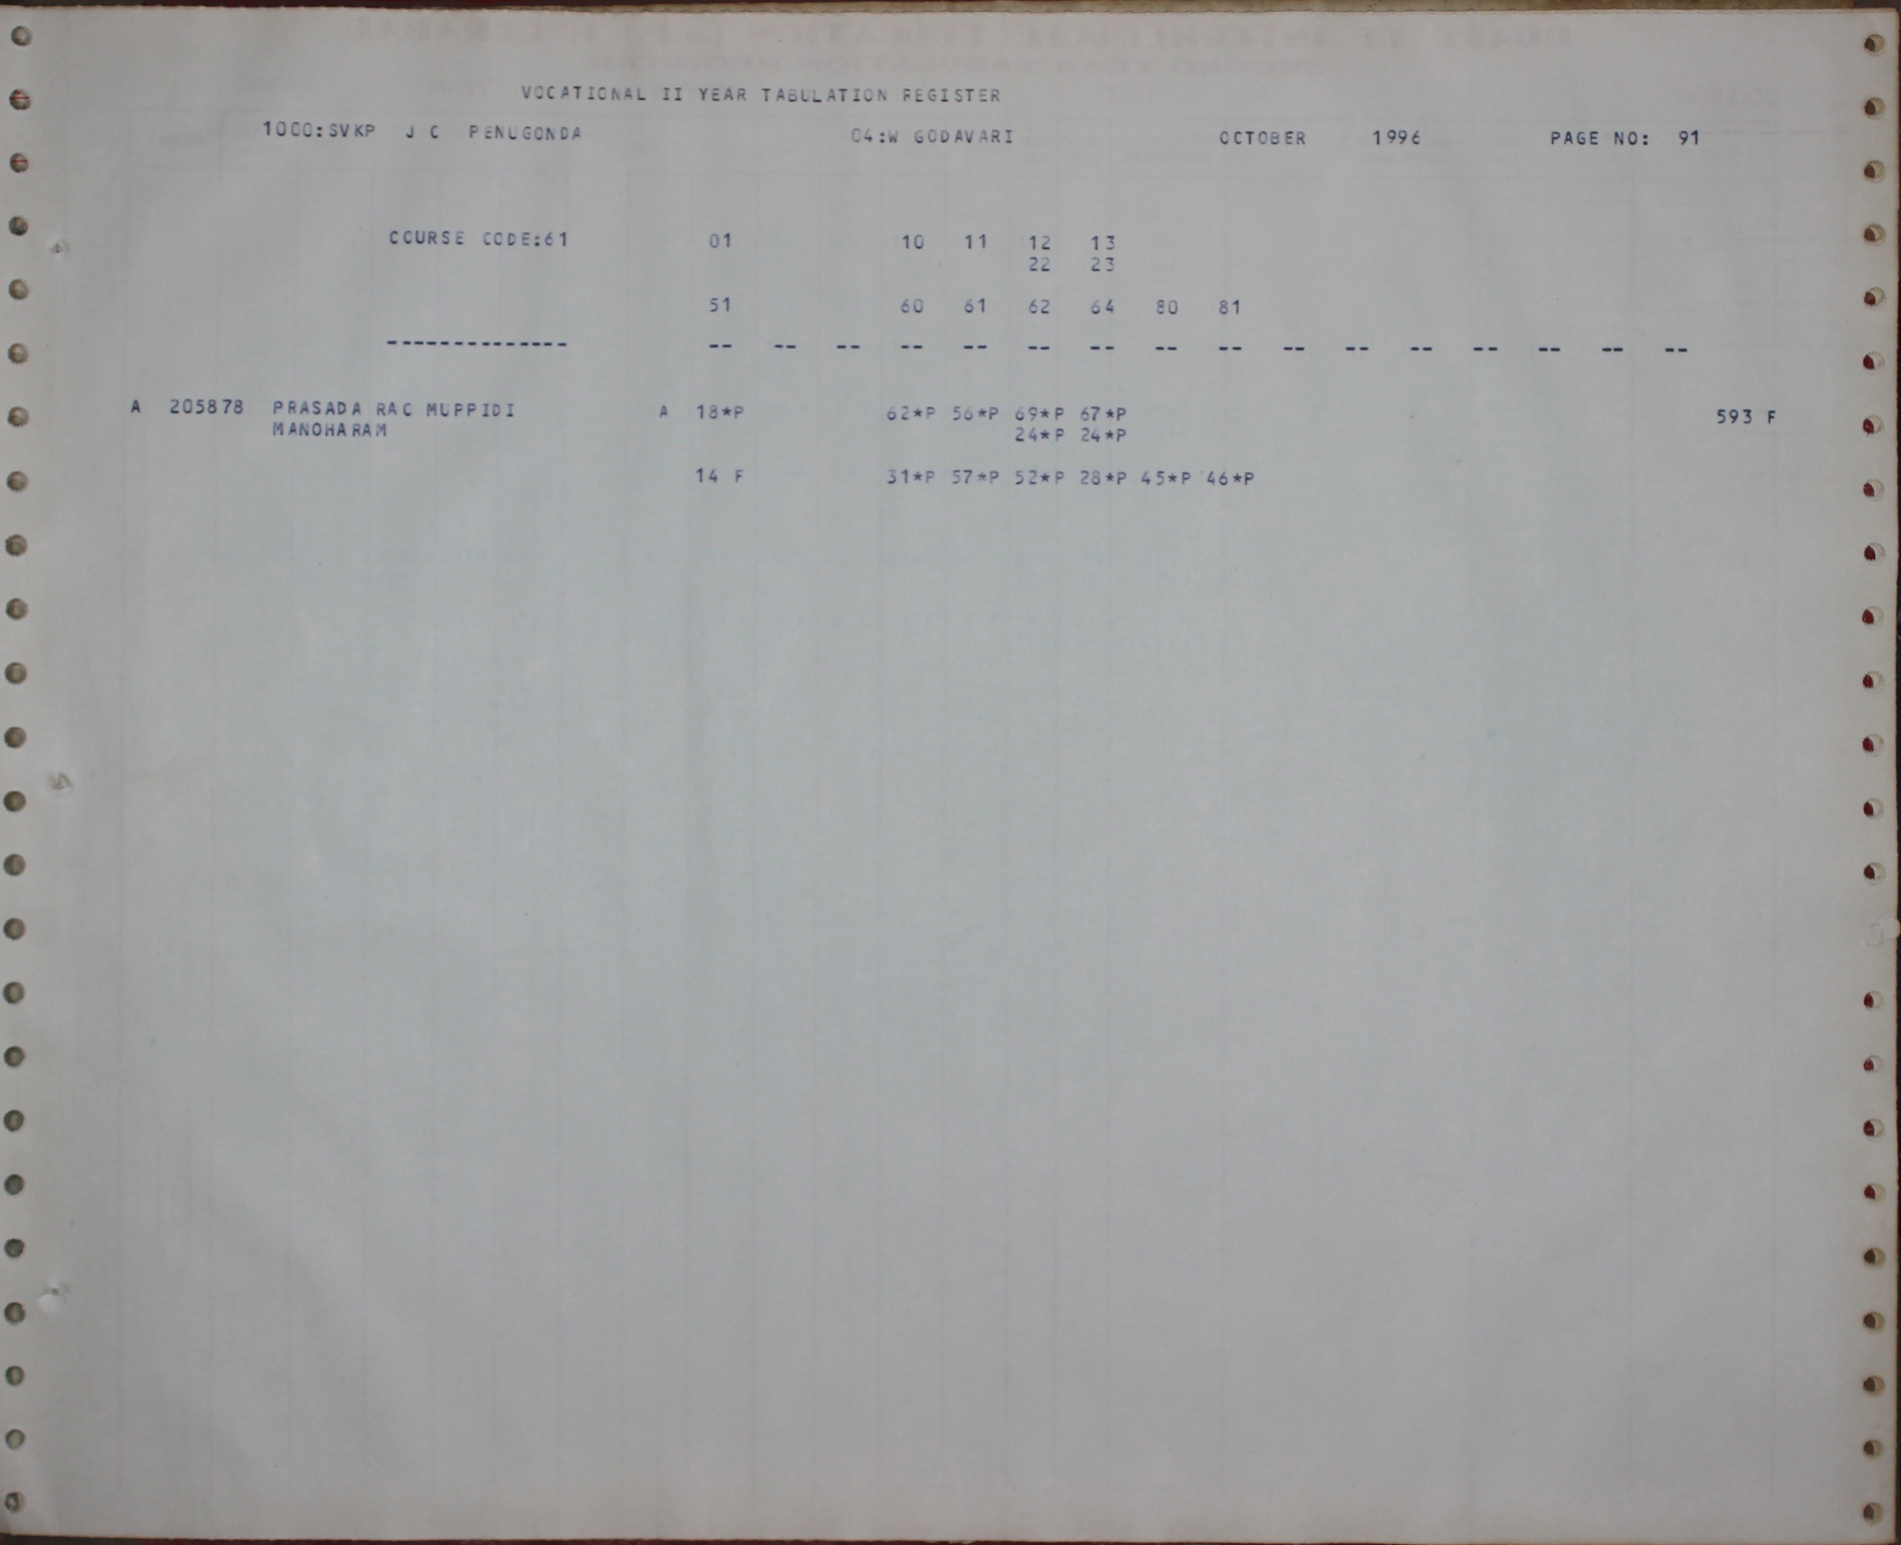 VOCATIONAL II YEAR TABULATION REGISTER
1000:SVKP J C PENUGONDA 04:W GODAVARI OCTOBER 1996 PAGE NO: 91
COURSE CODE:61 01 10 11 12 13
22 23
51 60 61 62 64 80 81
-------------- -- -- -- -- -- -- -- -- -- -- -- -- -- -- -- --
A 205878 PRASADA RAO MUPPIDI A 18*P 62*P 56*P 69*P 67*P 593 F
MANOHARAM 24*P 24*P
14 F 31*P 57*P 52*P 28*P 45*P 46*P